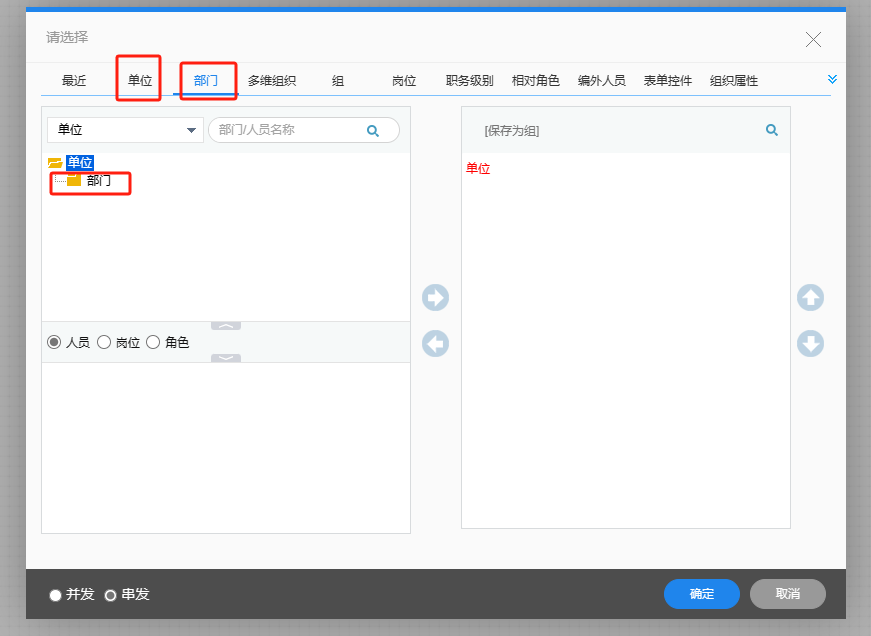 请选择
最近 单位 部门 多维组织 组 岗位 职务级别 相对角色 编外人员 表单控件 组织属性
单位 部门/人员名称 [保存为组]
单位 单位
部门
人员 岗位 角色
并发 串发 确定 取消